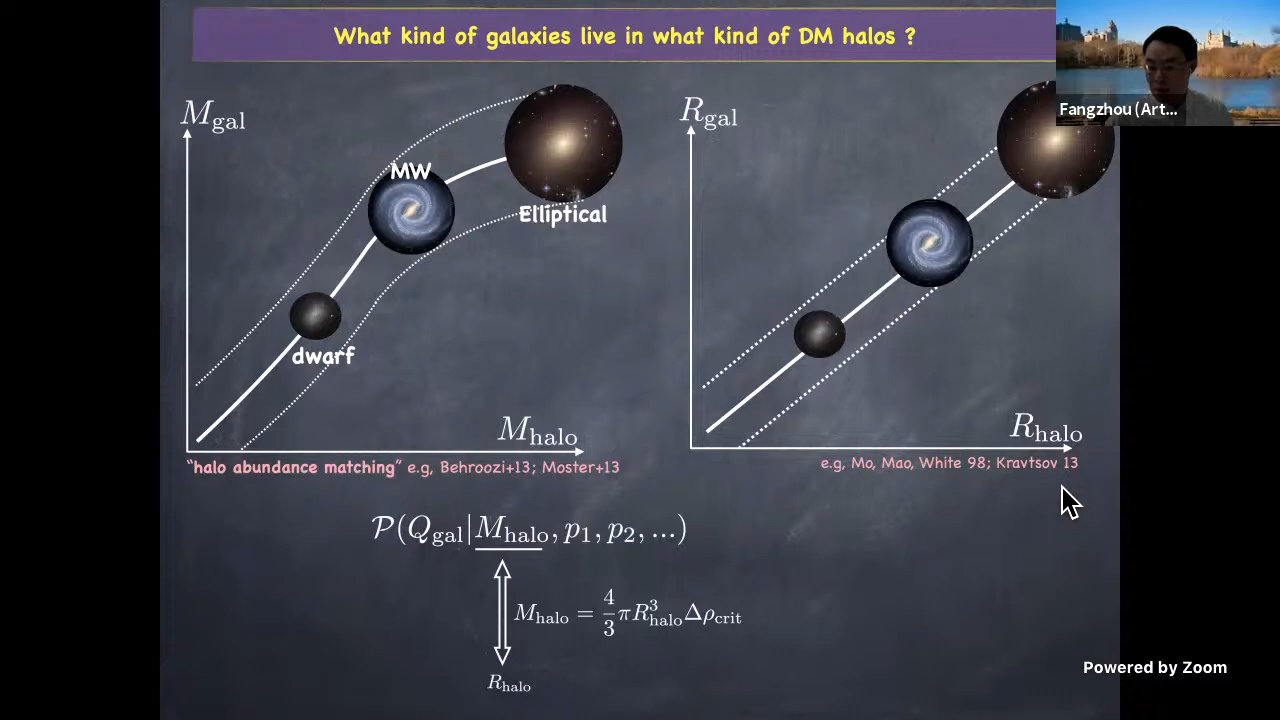 What kind of galaxies live in what kind of DM halos ?
Fangzhou (Art...
M_gal
MW
Elliptical
dwarf
M_halo
"halo abundance matching" e.g, Behroozi+13; Moster+13
R_gal
R_halo
e.g, Mo, Mao, White 98; Kravtsov 13
P(Q_gal|M_halo, p_1, p_2, ...)
M_halo = 4/3 πR^3_halo Δρ_crit
R_halo
Powered by Zoom